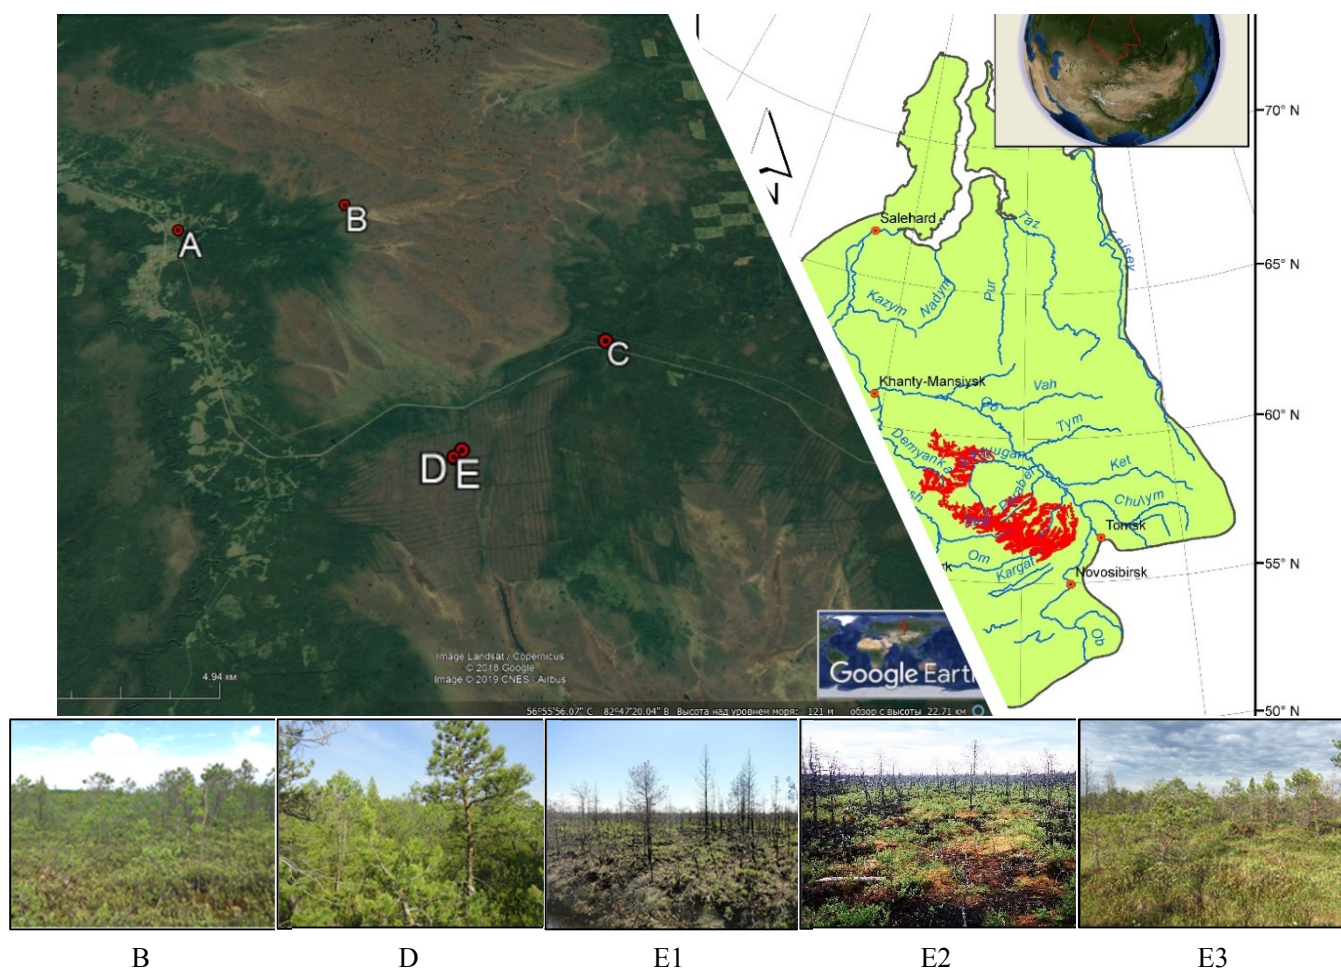 A
B
C
D
E
4.94 км
Image Landsat / Copernicus
© 2018 Google
Image © 2019 CNES / Airbus
Google Eart
56°55'56.07" С 82°47'20.04" В Высота над уровнем моря: 121 м обзор с высоты 22.71 км
N
70° N
65° N
60° N
55° N
50° N
Salehard
Taz
Enisey
Kazym
Nadym
Pur
Khanty-Mansiysk
Vah
Ob
Tym
Demyanka
Ket
Parabel
Chulym
Tomsk
Om
Kargat
Novosibirsk
Ob
B D E1 E2 E3